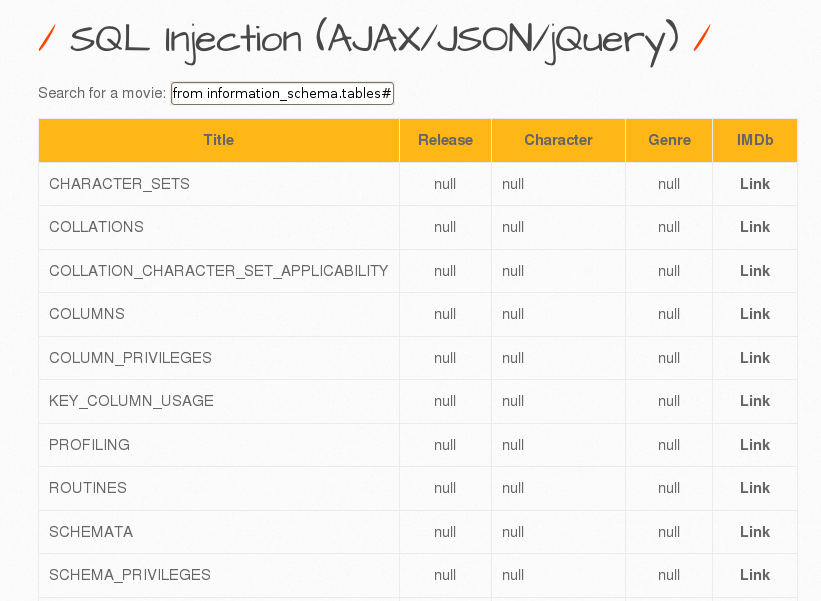 / SQL Injection (AJAX/JSON/jQuery) /
Search for a movie: from information_schema.tables#
Title Release Character Genre IMDb
CHARACTER_SETS null null null Link
COLLATIONS null null null Link
COLLATION_CHARACTER_SET_APPLICABILITY null null null Link
COLUMNS null null null Link
COLUMN_PRIVILEGES null null null Link
KEY_COLUMN_USAGE null null null Link
PROFILING null null null Link
ROUTINES null null null Link
SCHEMATA null null null Link
SCHEMA_PRIVILEGES null null null Link